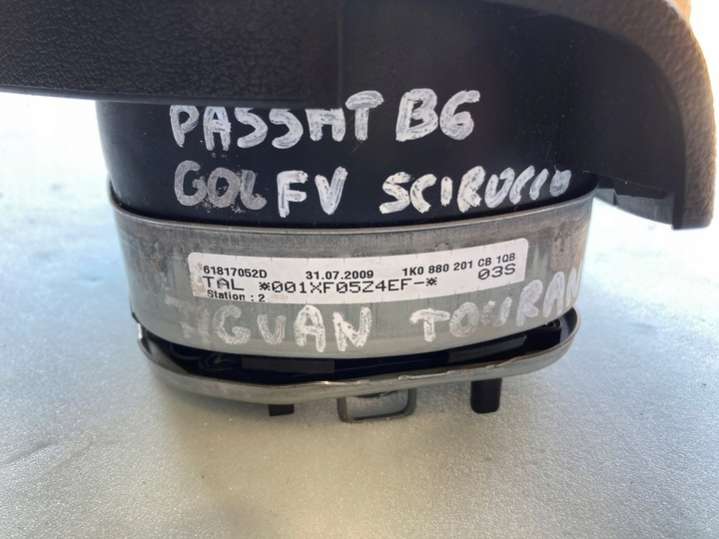 PASSAT B6
GOLF V SCIROCCO
61817052D 31.07.2009 1K0 880 201 CB 1QB
TAL *001XF05Z4EF-* 03S
Station : 2
TIGUAN TOURAN